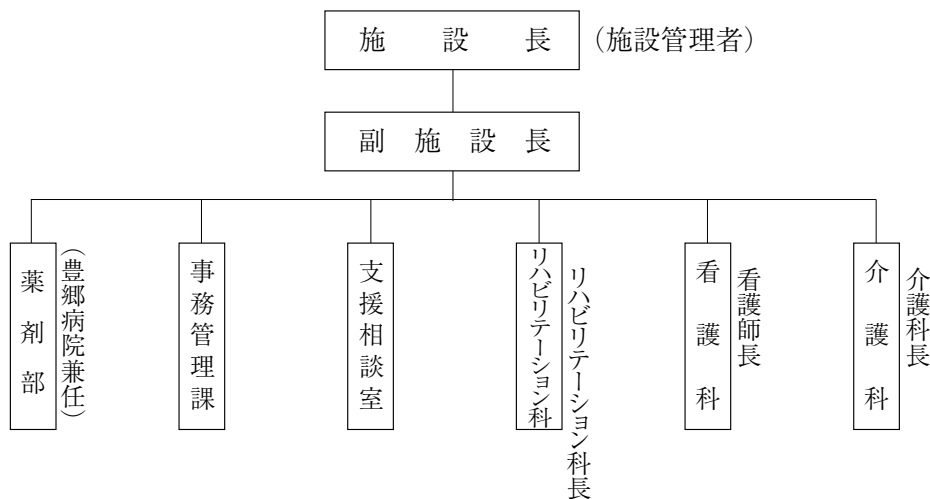 施設長
(施設管理者)
副施設長
薬剤部
(豊郷病院兼任)
事務管理課
支援相談室
リハビリテーション科
リハビリテーション科長
看護科
看護師長
介護科
介護科長